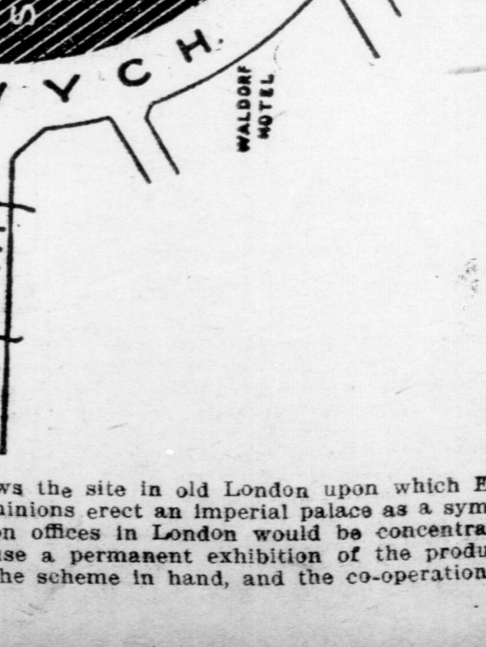 S
YCH.
WALDORF
HOTEL
ws the site in old London upon which E
inions erect an imperial palace as a sym
n offices in London would be concentra
se a permanent exhibition of the produ
he scheme in hand, and the co-operation